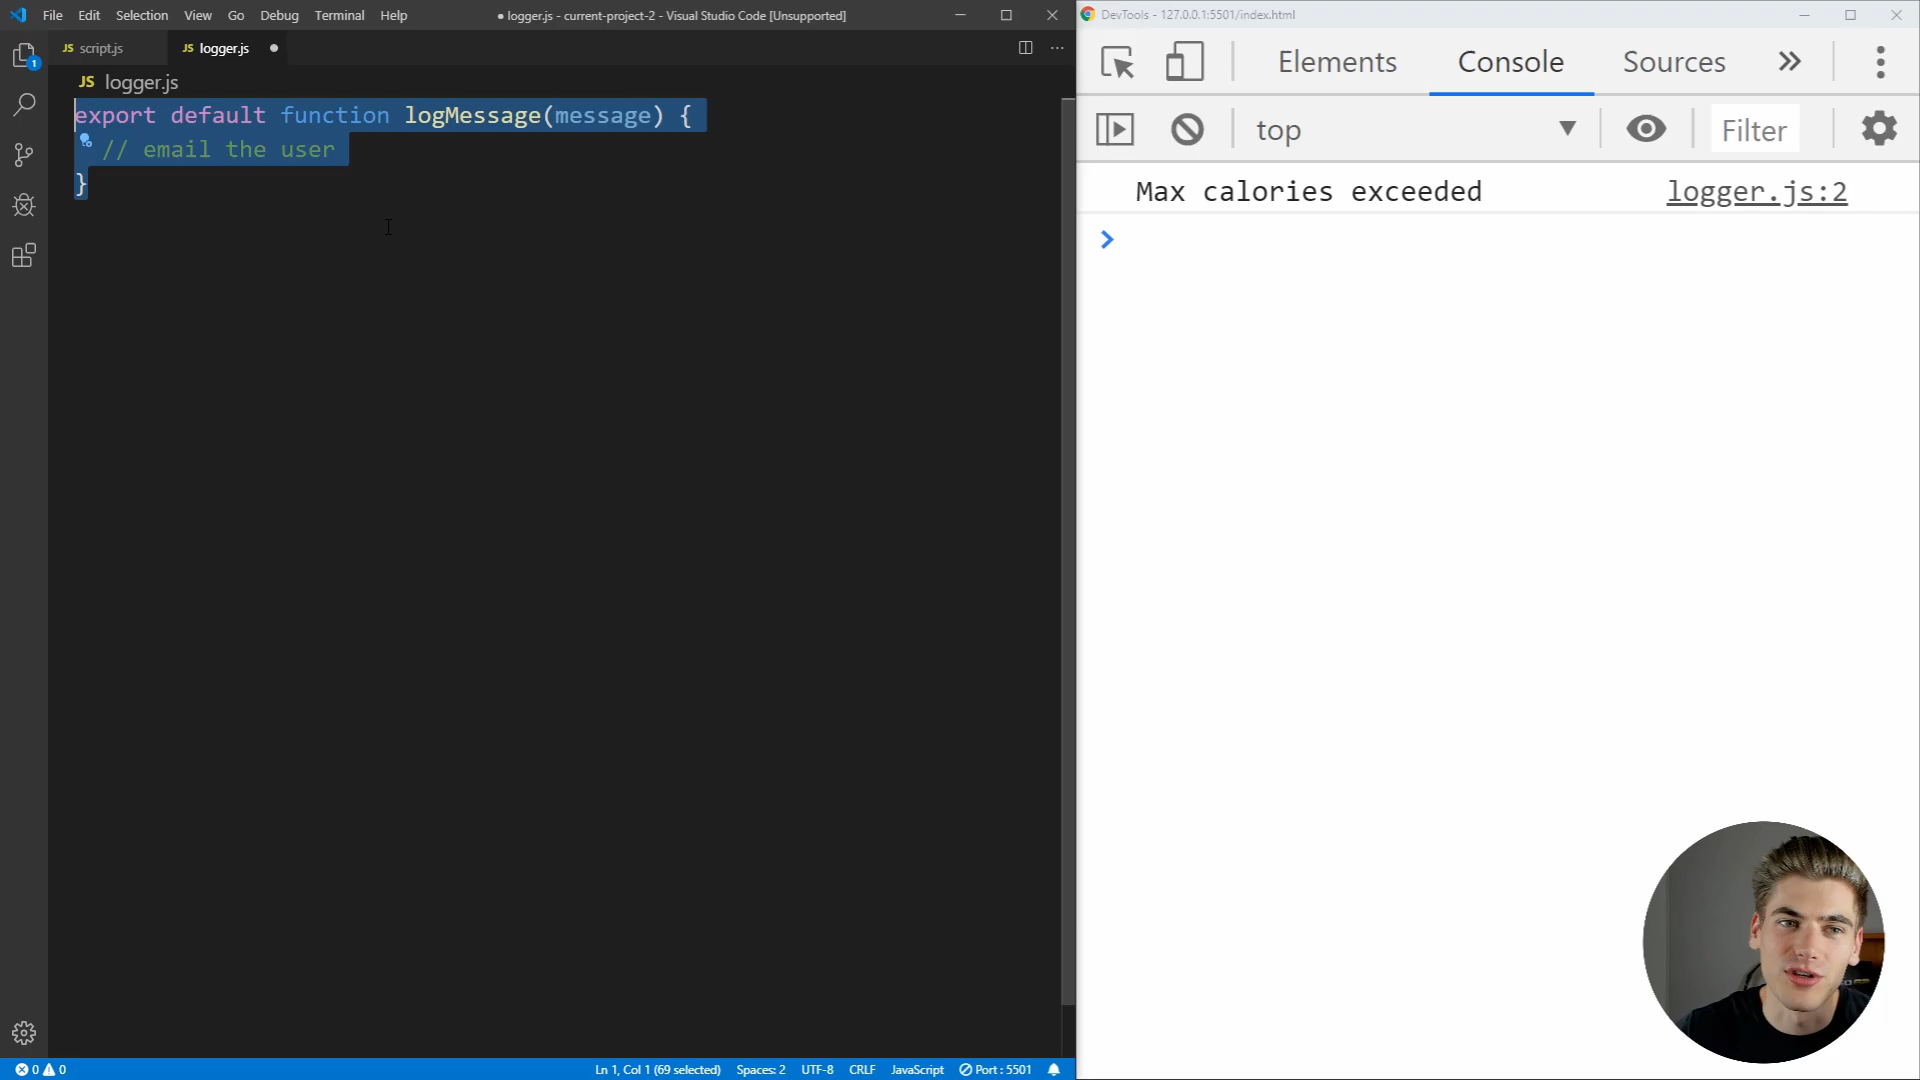 File Edit Selection View Go Debug Terminal Help
● logger.js - current-project-2 - Visual Studio Code [Unsupported]
JS script.js
JS logger.js ●
1
JS logger.js
export default function logMessage(message) {
// email the user
}
0 0
Ln 1, Col 1 (69 selected) Spaces: 2 UTF-8 CRLF JavaScript Port : 5501
DevTools - 127.0.0.1:5501/index.html
Elements Console Sources
top Filter
Max calories exceeded logger.js:2